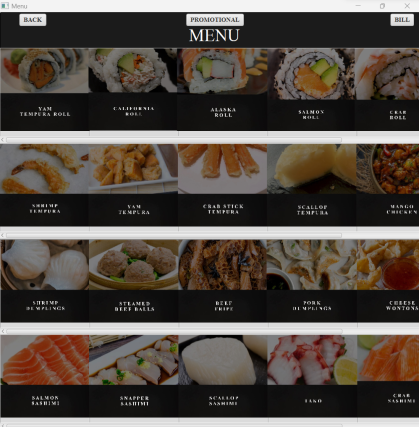 Menu
BACK
PROMOTIONAL
BILL
MENU
YAM
TEMPURA ROLL
CALIFORNIA
ROLL
ALASKA
ROLL
SALMON
ROLL
CRAB
ROLL
SHRIMP
TEMPURA
YAM
TEMPURA
CRAB STICK
TEMPURA
SCALLOP
TEMPURA
MANGO
CHICKEN
SHRIMP
DUMPLINGS
STEAMED
BEEF BALLS
BEEF
TRIPE
PORK
DUMPLINGS
CHEESE
WONTONS
SALMON
SASHIMI
SNAPPER
SASHIMI
SCALLOP
SASHIMI
TAKO
CRAB
SASHIMI